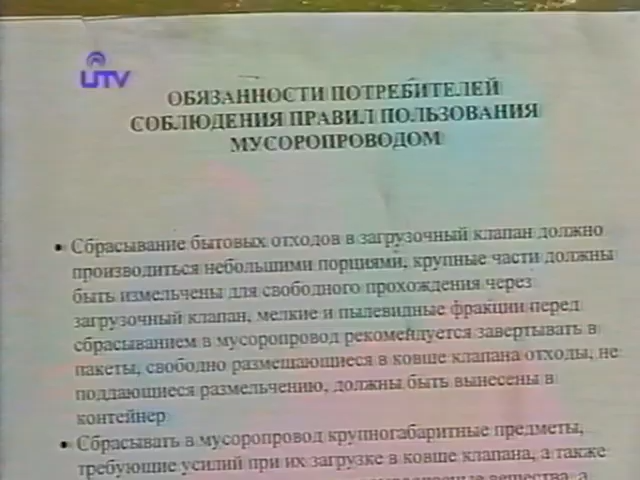 UTV
ОБЯЗАННОСТИ ПОТРЕБИТЕЛЕЙ
СОБЛЮДЕНИЯ ПРАВИЛ ПОЛЬЗОВАНИЯ
МУСОРОПРОВОДОМ
• Сбрасывание бытовых отходов в загрузочный клапан должно
производиться небольшими порциями, крупные части должны
быть измельчены для свободного прохождения через
загрузочный клапан, мелкие и пылевидные фракции перед
сбрасыванием в мусоропровод рекомендуется завертывать в
пакеты, свободно размещающиеся в ковше клапана отходы, не
поддающиеся размельчению, должны быть вынесены в
контейнер
• Сбрасывать в мусоропровод крупногабаритные предметы,
требующие усилий при их загрузке в ковше клапана, а также
вещества, а